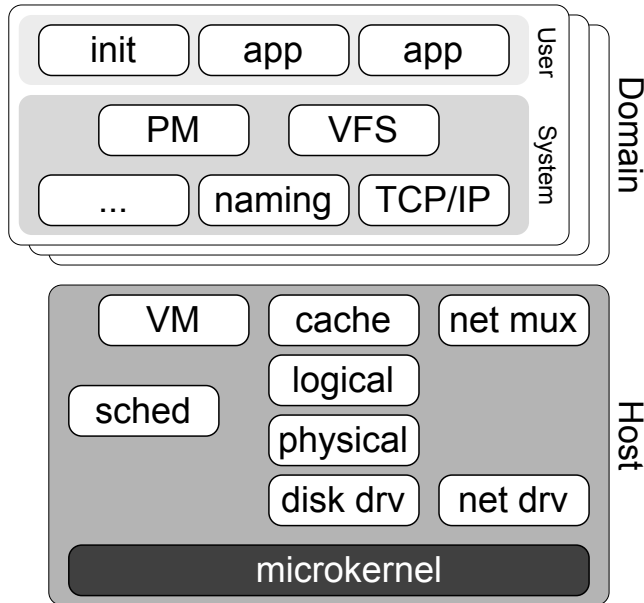 init app app
User
PM VFS
System
... naming TCP/IP
Domain
VM cache net mux
logical
sched
physical
Host
disk drv net drv
microkernel